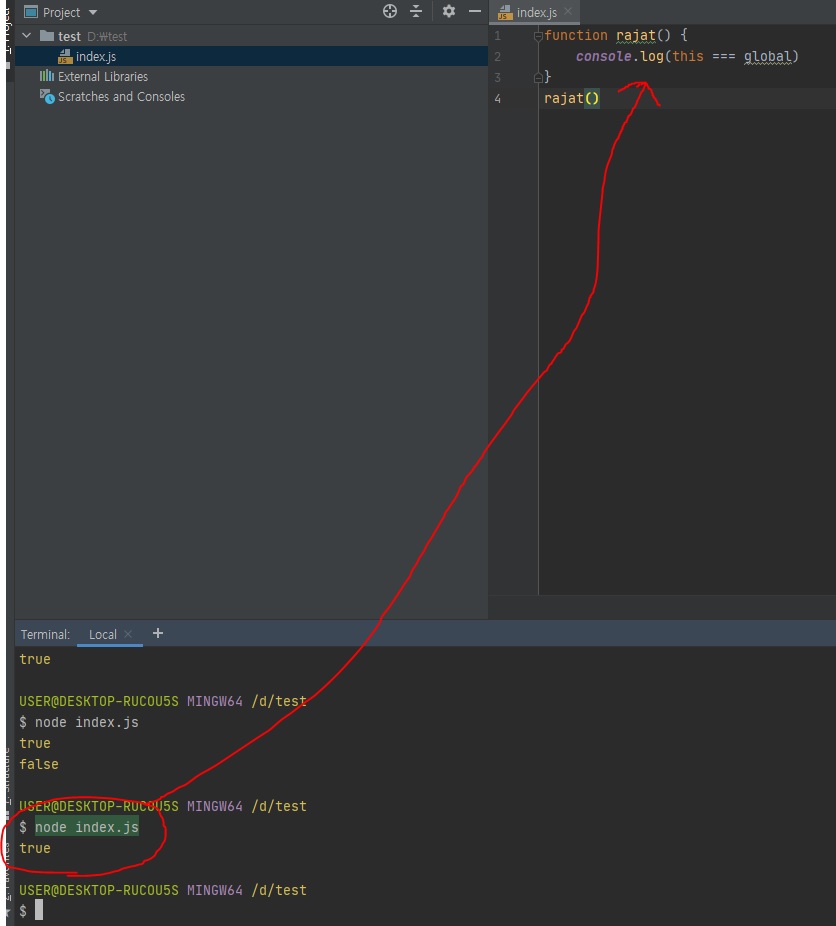 Project
test D:₩test
index.js
External Libraries
Scratches and Consoles
index.js
1 function rajat() {
2 console.log(this === global)
3 }
4 rajat()
Terminal: Local
true
USER@DESKTOP-RUCOU5S MINGW64 /d/test
$ node index.js
true
false
USER@DESKTOP-RUCOU5S MINGW64 /d/test
$ node index.js
true
USER@DESKTOP-RUCOU5S MINGW64 /d/test
$